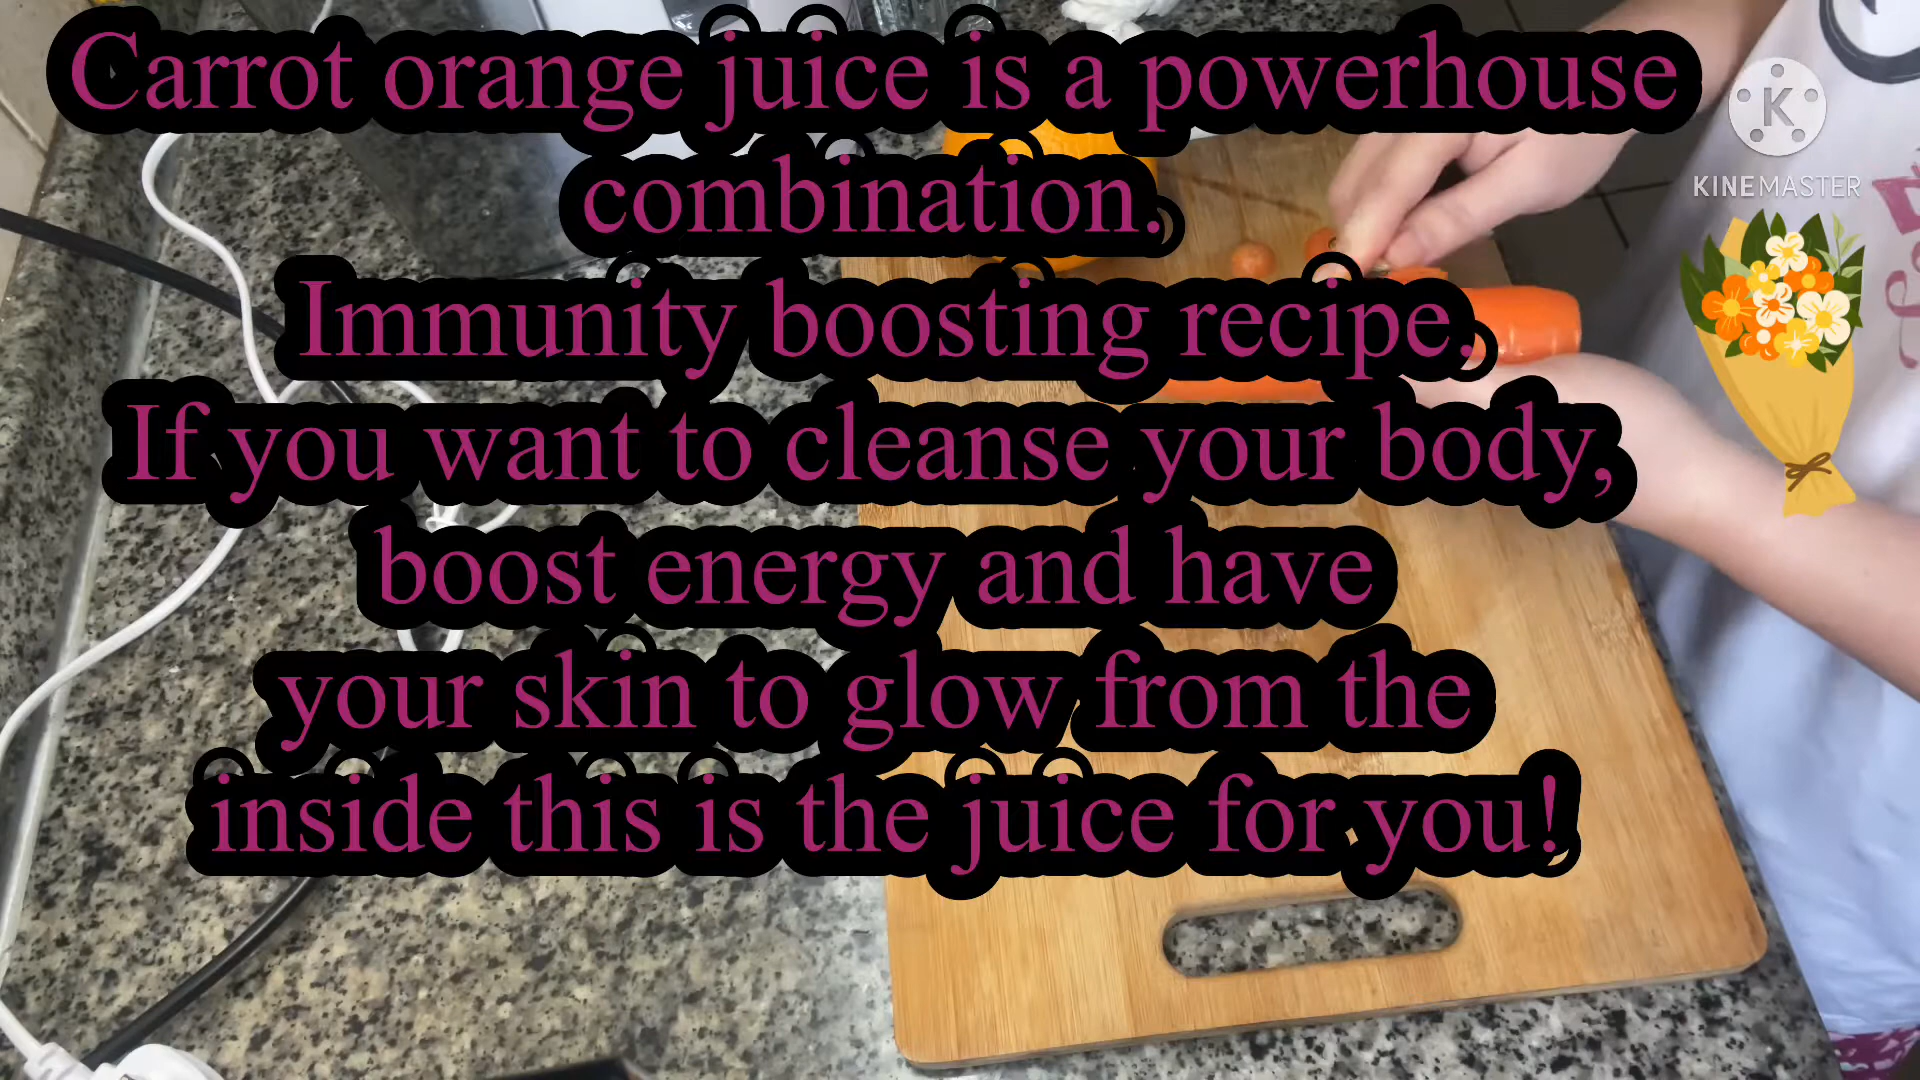 Carrot orange juice is a powerhouse
combination.
Immunity boosting recipe.
If you want to cleanse your body,
boost energy and have
your skin to glow from the
inside this is the juice for you!
K
KINEMASTER